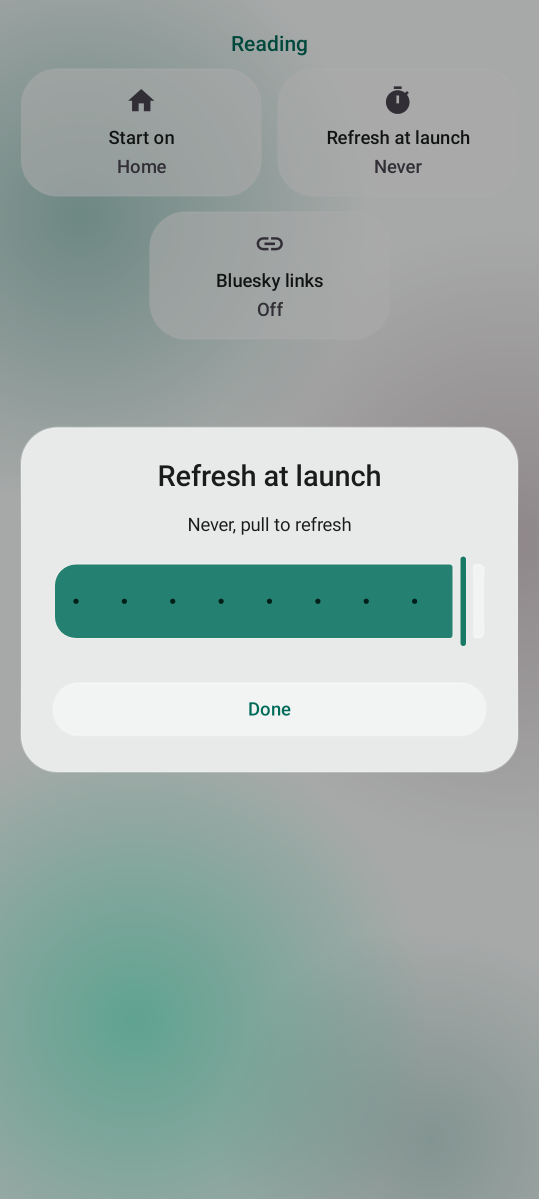 Reading
Start on
Home
Refresh at launch
Never
Bluesky links
Off
Refresh at launch
Never, pull to refresh
Done